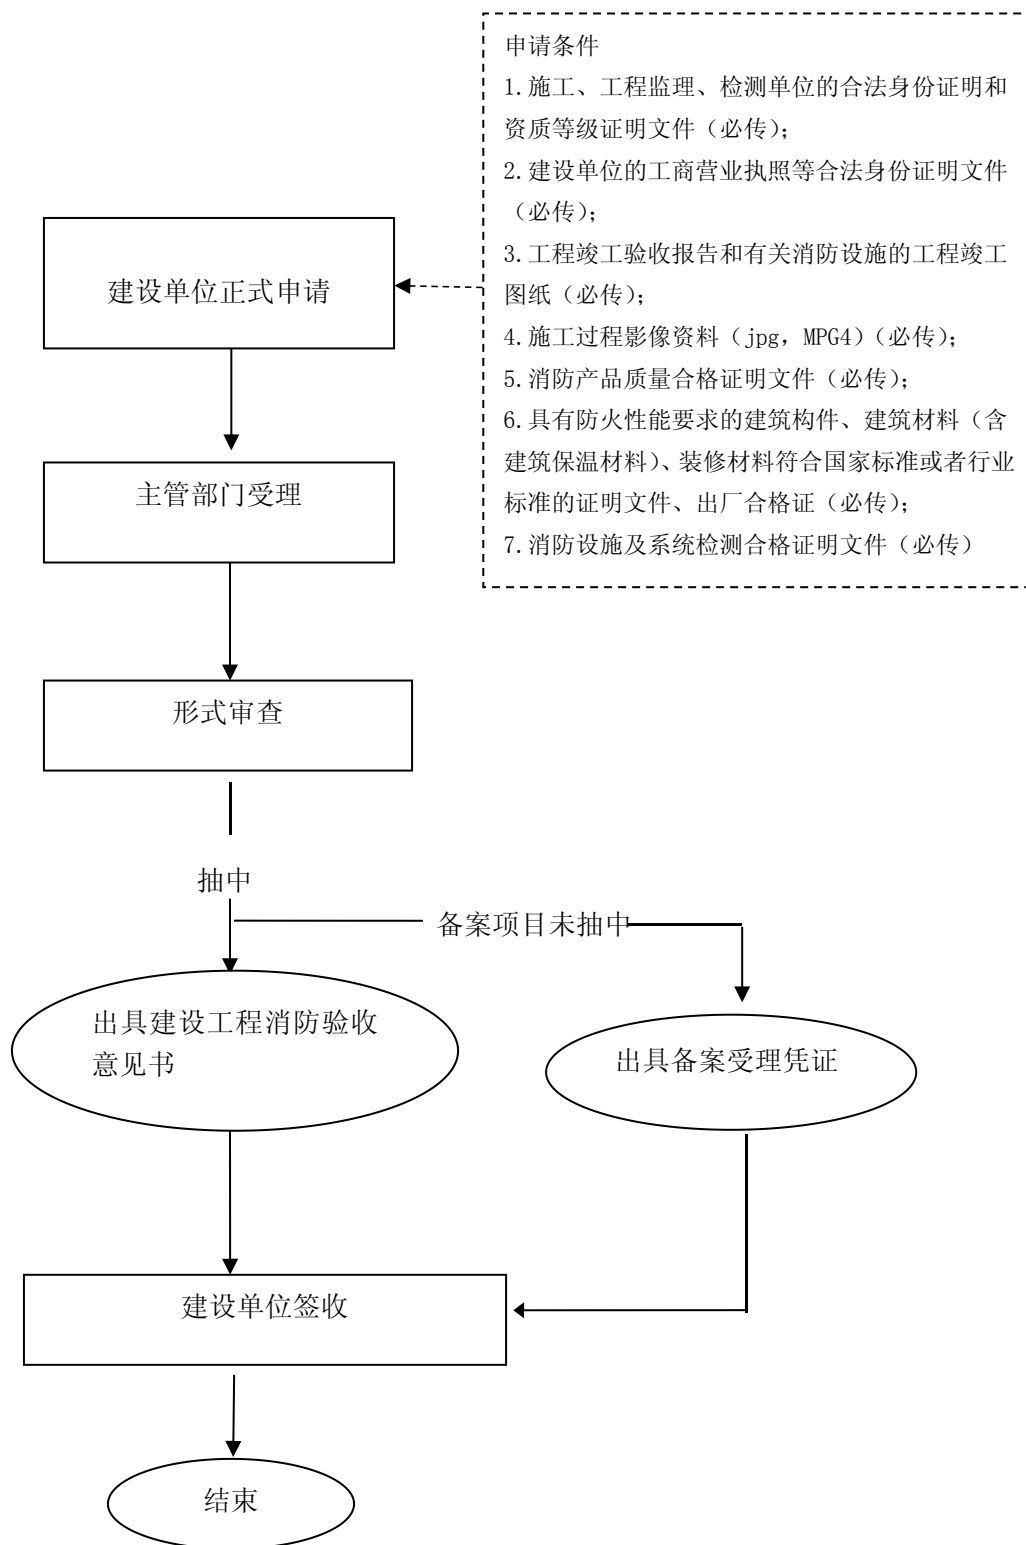 申请条件
1.施工、工程监理、检测单位的合法身份证明和
资质等级证明文件（必传）；
2.建设单位的工商营业执照等合法身份证明文件
（必传）；
3.工程竣工验收报告和有关消防设施的工程竣工
图纸（必传）；
4.施工过程影像资料（jpg，MPG4）（必传）；
5.消防产品质量合格证明文件（必传）；
6.具有防火性能要求的建筑构件、建筑材料（含
建筑保温材料）、装修材料符合国家标准或者行业
标准的证明文件、出厂合格证（必传）；
7.消防设施及系统检测合格证明文件（必传）
建设单位正式申请
主管部门受理
形式审查
抽中
备案项目未抽中
出具建设工程消防验收
意见书
出具备案受理凭证
建设单位签收
结束